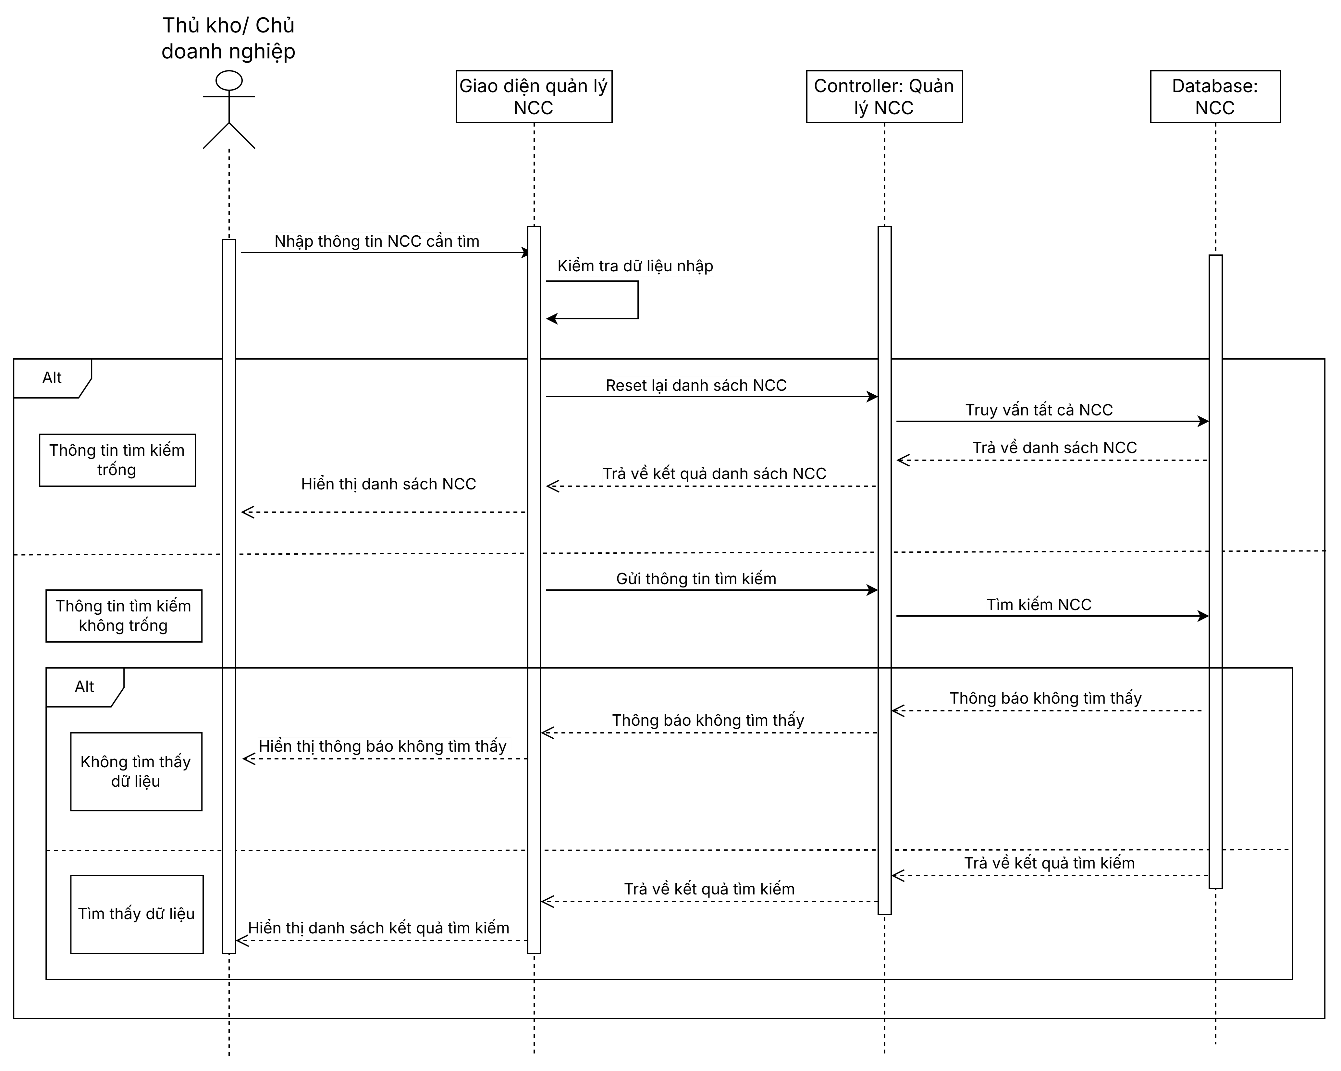 Thủ kho/ Chủ
doanh nghiệp
Giao diện quản lý
NCC
Controller: Quản
lý NCC
Database:
NCC
Nhập thông tin NCC cần tìm
Kiểm tra dữ liệu nhập
Alt
Reset lại danh sách NCC
Truy vấn tất cả NCC
Thông tin tìm kiếm
trống
Trả về danh sách NCC
Trả về kết quả danh sách NCC
Hiển thị danh sách NCC
Gửi thông tin tìm kiếm
Thông tin tìm kiếm
không trống
Tìm kiếm NCC
Alt
Thông báo không tìm thấy
Thông báo không tìm thấy
Hiển thị thông báo không tìm thấy
Không tìm thấy
dữ liệu
Trả về kết quả tìm kiếm
Trả về kết quả tìm kiếm
Tìm thấy dữ liệu
Hiển thị danh sách kết quả tìm kiếm